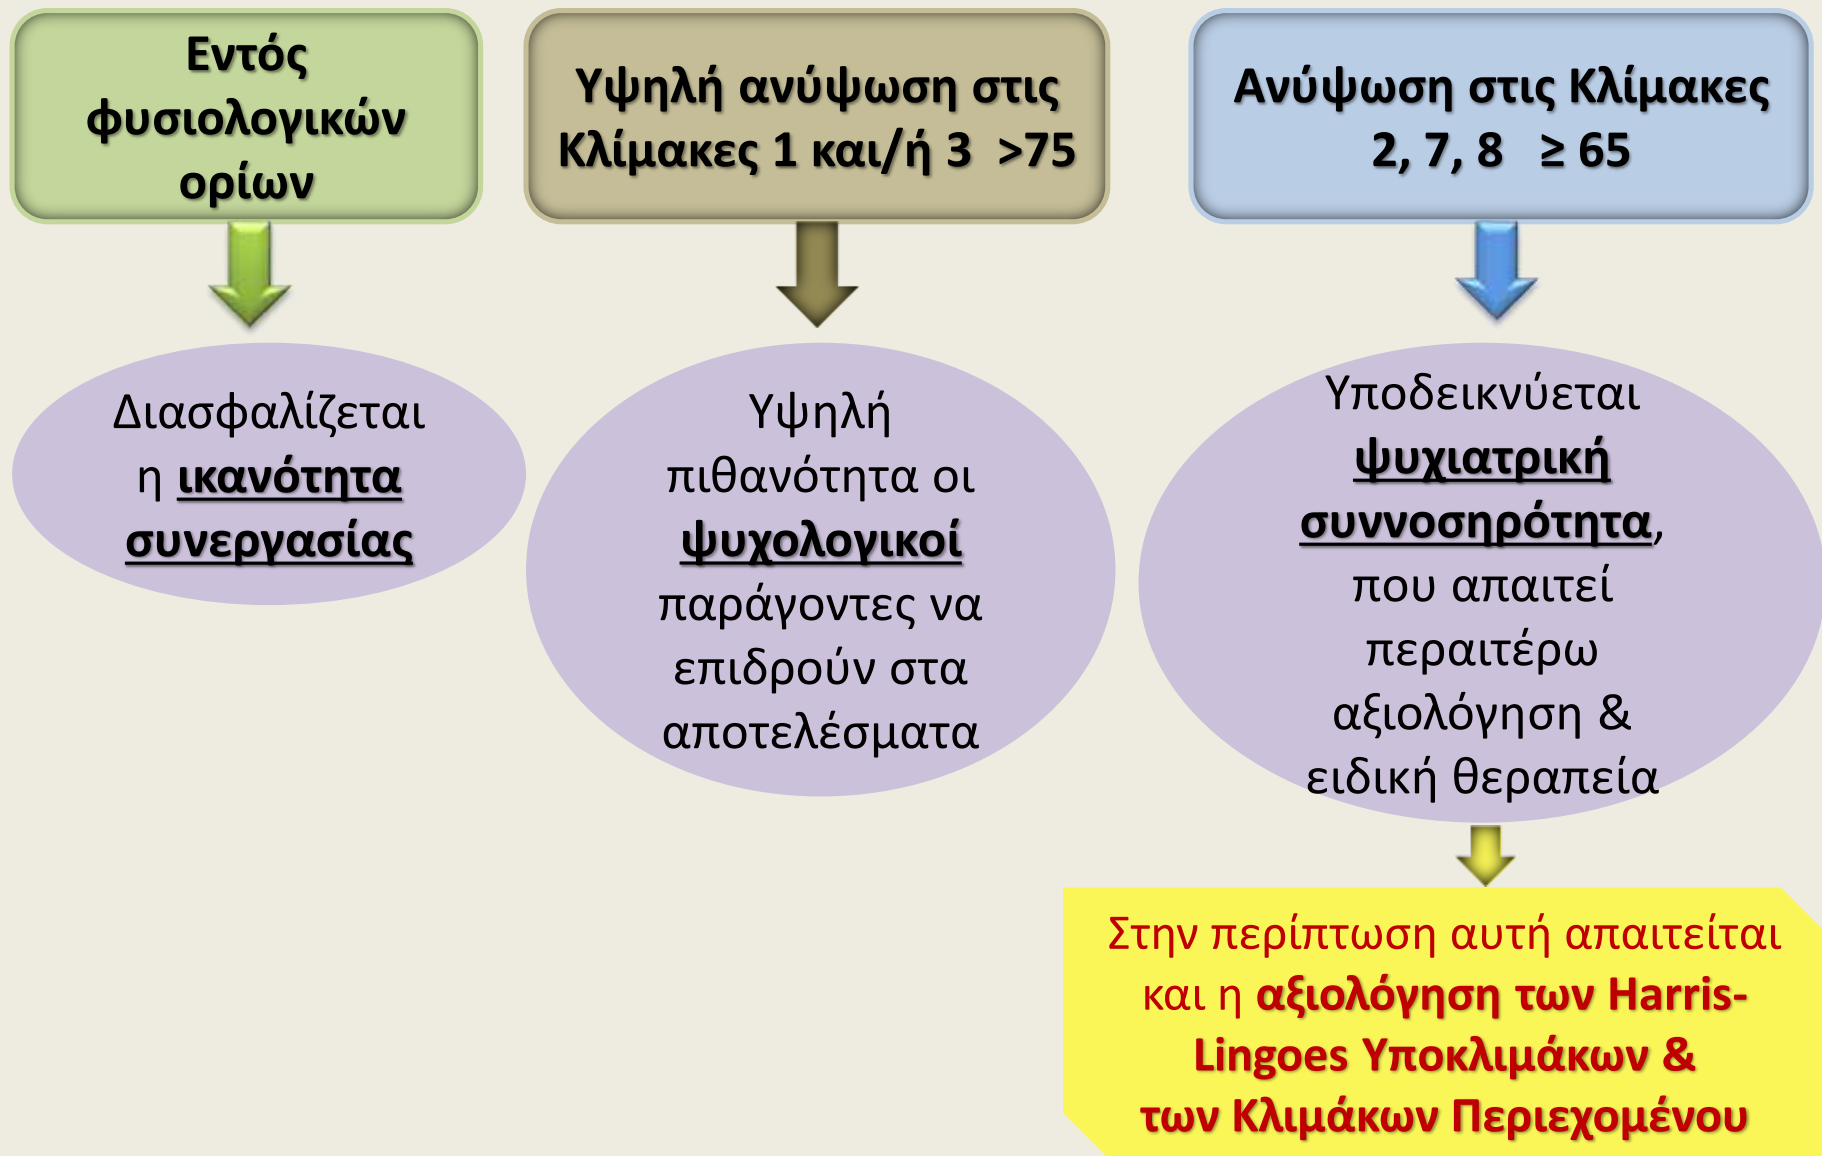 Εντός
φυσιολογικών
ορίων
Διασφαλίζεται
η ικανότητα
συνεργασίας
Υψηλή ανύψωση στις
Κλίμακες 1 και/ή 3 >75
Υψηλή
πιθανότητα οι
ψυχολογικοί
παράγοντες να
επιδρούν στα
αποτελέσματα
Ανύψωση στις Κλίμακες
2, 7, 8 ≥ 65
Υποδεικνύεται
ψυχιατρική
συννοσηρότητα,
που απαιτεί
περαιτέρω
αξιολόγηση &
ειδική θεραπεία
Στην περίπτωση αυτή απαιτείται
και η αξιολόγηση των Harris-
Lingoes Υποκλιμάκων &
των Κλιμάκων Περιεχομένου